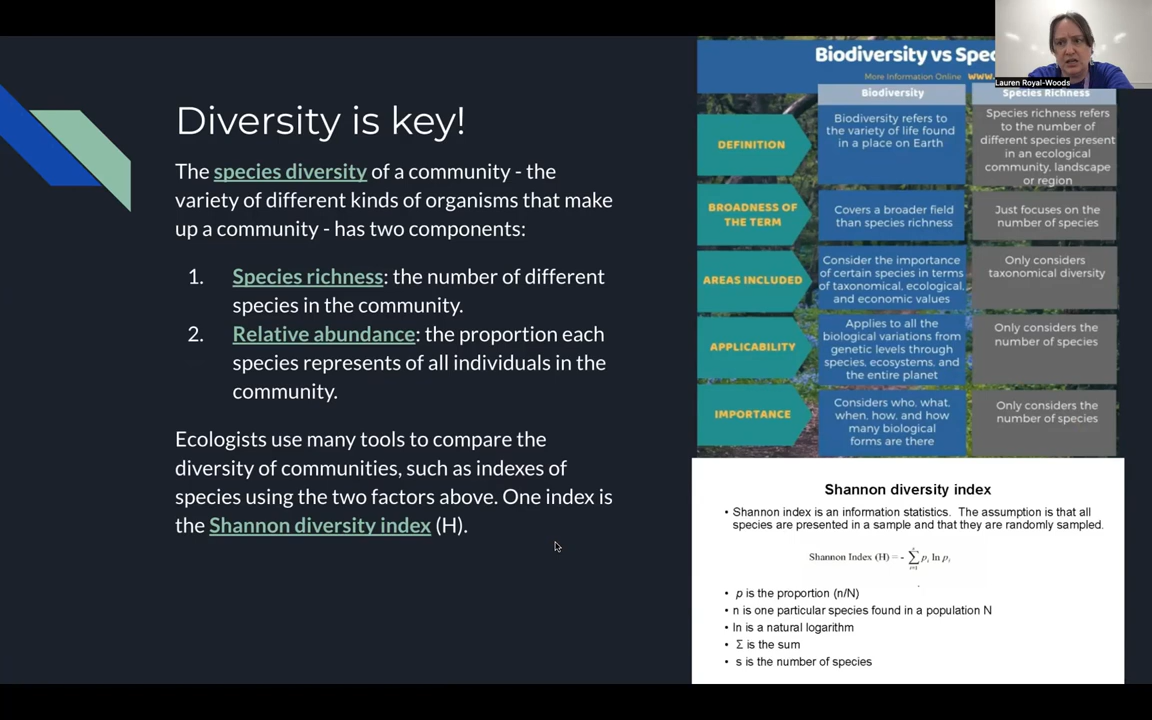 Diversity is key!
The species diversity of a community - the
variety of different kinds of organisms that make
up a community - has two components:
1. Species richness: the number of different
species in the community.
2. Relative abundance: the proportion each
species represents of all individuals in the
community.
Ecologists use many tools to compare the
diversity of communities, such as indexes of
species using the two factors above. One index is
the Shannon diversity index (H).
Biodiversity vs
More Information Online
Lauren Royal-Woods
Biodiversity
Species Richness
DEFINITION
Biodiversity refers to
the variety of life found
in a place on Earth
Species richness refers
to the number of
different species present
in an ecological
community, landscape
or region
BROADNESS OF
THE TERM
Covers a broader field
than species richness
Just focuses on the
number of species
AREAS INCLUDED
Consider the importance
of certain species in terms
of taxonomical, ecological,
and economic values
Only considers
taxonomical diversity
APPLICABILITY
Applies to all the
biological variations from
genetic levels through
species, ecosystems, and
the entire planet
Only considers the
number of species
IMPORTANCE
Considers who, what,
when, how, and how
many biological
forms are there
Only considers the
number of species
Shannon diversity index
• Shannon index is an information statistics. The assumption is that all
species are presented in a sample and that they are randomly sampled.
Shannon Index (H) = - s∑i=1 pi ln pi
• p is the proportion (n/N)
• n is one particular species found in a population N
• ln is a natural logarithm
• Σ is the sum
• s is the number of species